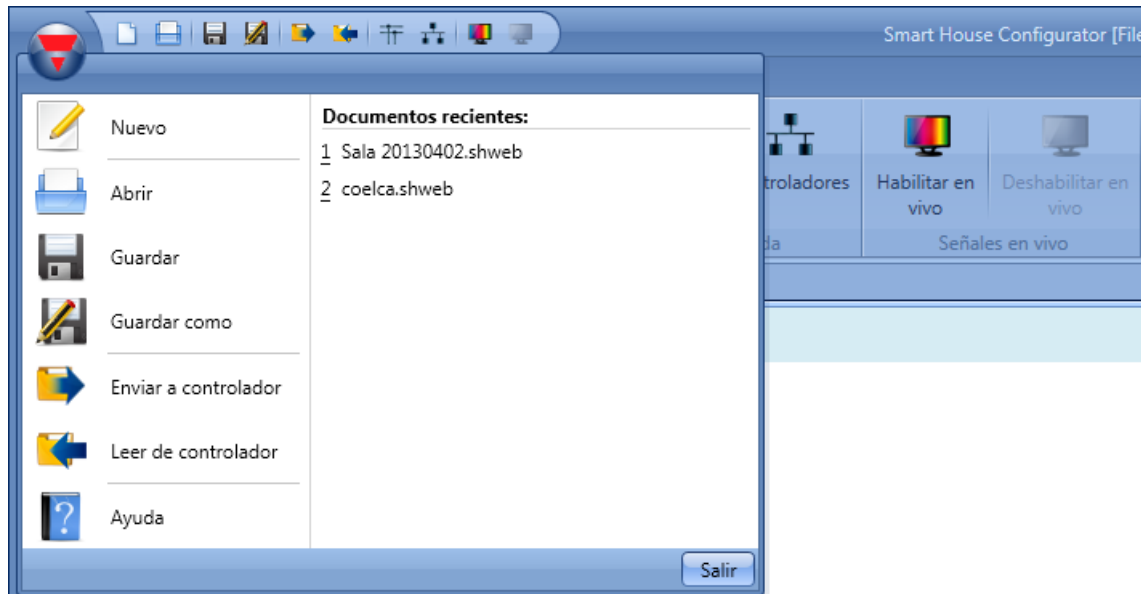 Smart House Configurator [File
Nuevo
Abrir
Guardar
Guardar como
Enviar a controlador
Leer de controlador
Ayuda
Documentos recientes:
1 Sala 20130402.shweb
2 coelca.shweb
Salir
troladores
Habilitar en
vivo
Deshabilitar en
vivo
da
Señales en vivo